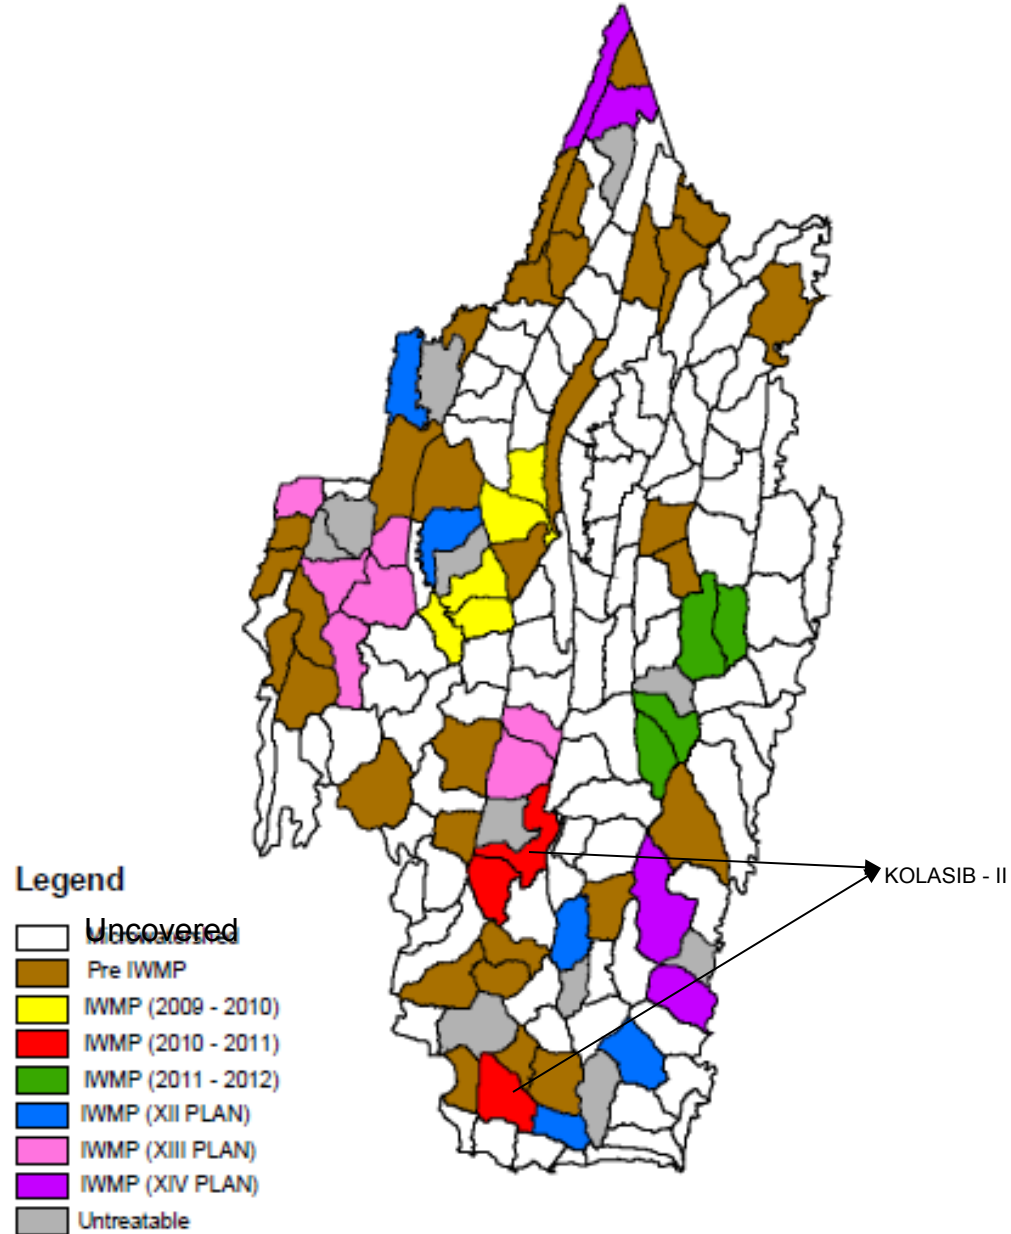 KOLASIB - II
Legend
Uncovered
Pre IWMP
IWMP (2009 - 2010)
IWMP (2010 - 2011)
IWMP (2011 - 2012)
IWMP (XII PLAN)
IWMP (XIII PLAN)
IWMP (XIV PLAN)
Untreatable